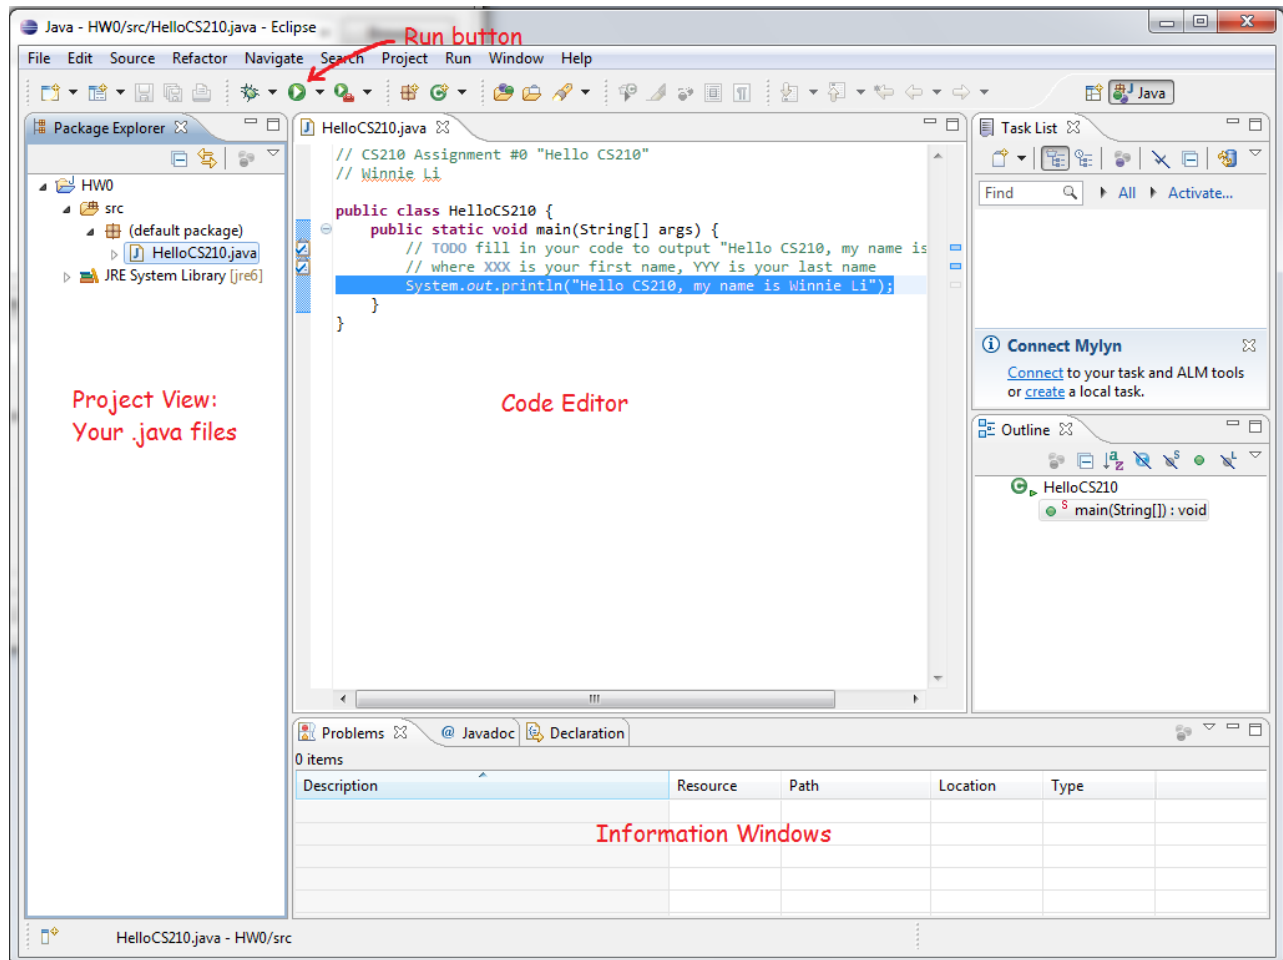 Java - HW0/src/HelloCS210.java - Eclipse
Run button
File Edit Source Refactor Navigate Search Project Run Window Help
Java
Package Explorer
HW0
src
(default package)
HelloCS210.java
JRE System Library [jre6]
Project View:
Your .java files
HelloCS210.java
// CS210 Assignment #0 "Hello CS210"
// Winnie Li
public class HelloCS210 {
public static void main(String[] args) {
// TODO fill in your code to output "Hello CS210, my name is
// where XXX is your first name, YYY is your last name
System.out.println("Hello CS210, my name is Winnie Li");
}
}
Code Editor
Task List
Find All Activate...
Connect Mylyn
Connect to your task and ALM tools
or create a local task.
Outline
HelloCS210
main(String[]) : void
Problems @ Javadoc Declaration
0 items
Description Resource Path Location Type
Information Windows
HelloCS210.java - HW0/src